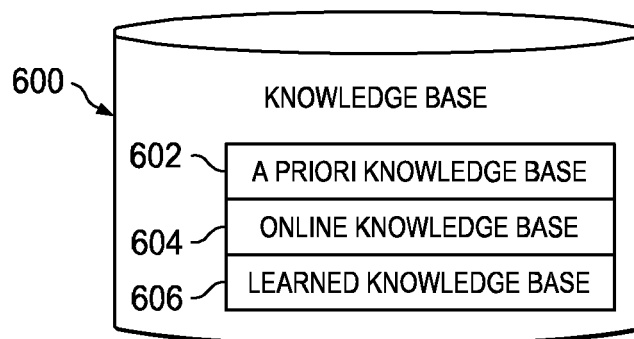 600
KNOWLEDGE BASE
602
A PRIORI KNOWLEDGE BASE
604
ONLINE KNOWLEDGE BASE
606
LEARNED KNOWLEDGE BASE